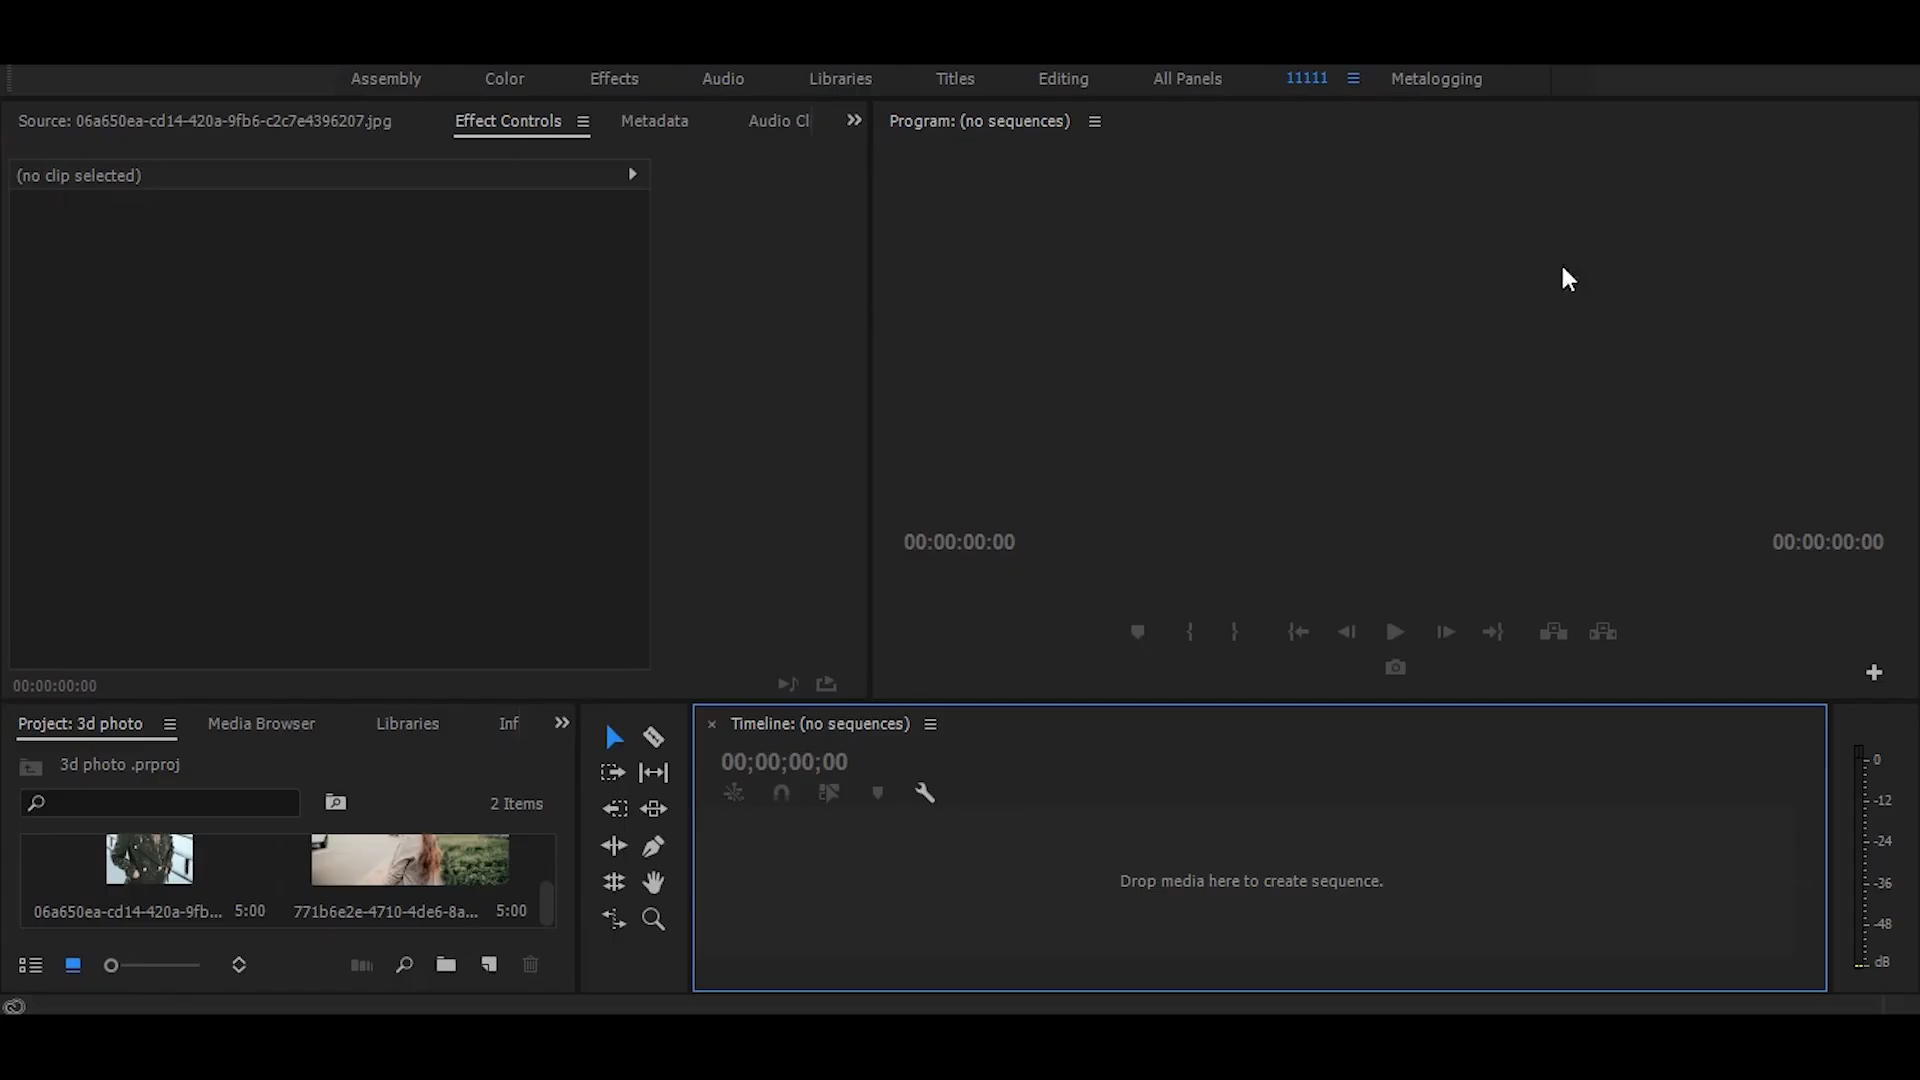 Assembly Color Effects Audio Libraries Titles Editing All Panels 11111 Metalogging
Source: 06a650ea-cd14-420a-9fb6-c2c7e4396207.jpg Effect Controls Metadata Audio Cl
Program: (no sequences)
(no clip selected)
00:00:00:00 00:00:00:00
00:00:00:00
Project: 3d photo Media Browser Libraries Inf
Timeline: (no sequences)
3d photo .prproj
00;00;00;00
2 Items
06a650ea-cd14-420a-9fb... 5:00 771b6e2e-4710-4de6-8a... 5:00
Drop media here to create sequence.
0
-12
-24
-36
-48
dB